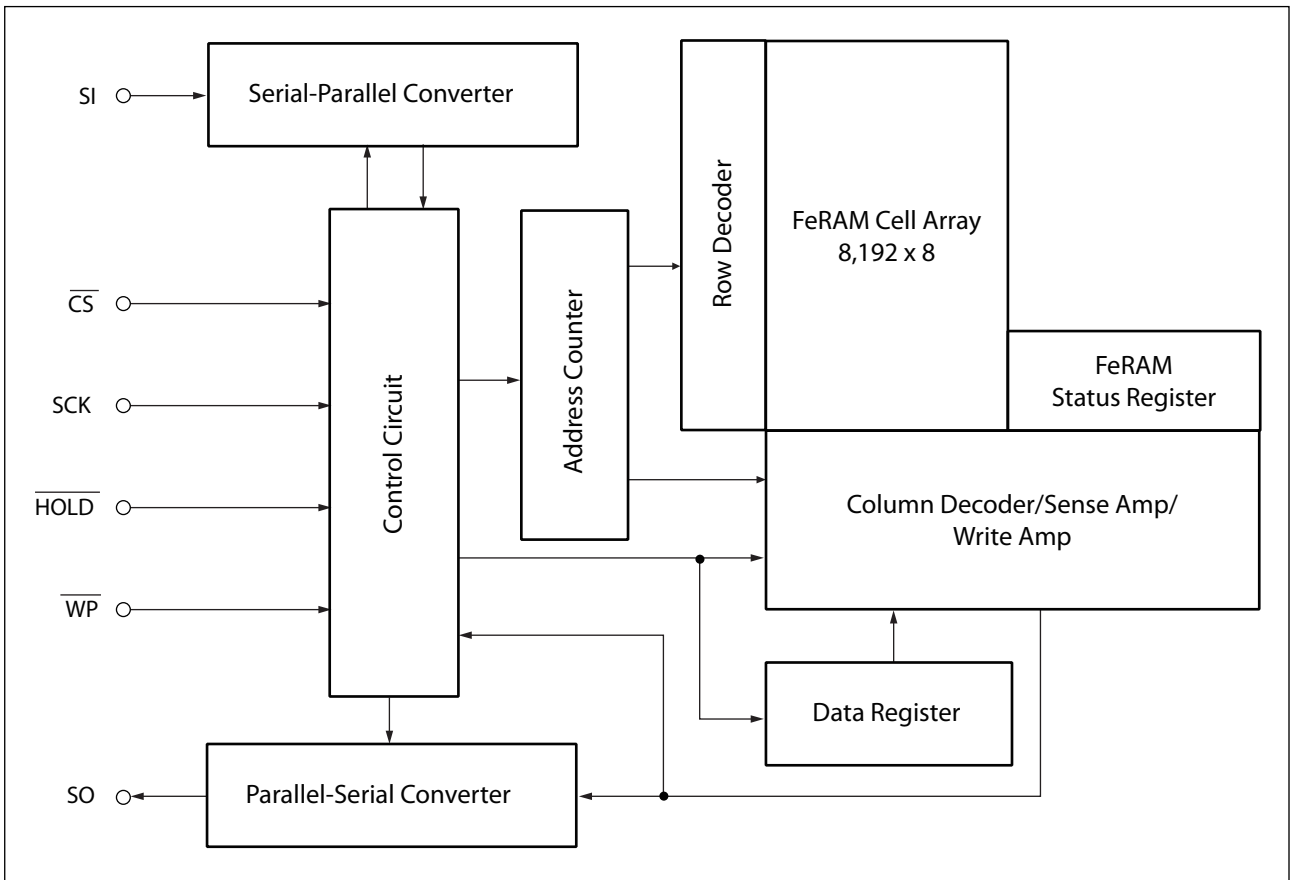 SI
Serial-Parallel Converter
Row Decoder
FeRAM Cell Array
8,192 x 8
CS
SCK
HOLD
WP
Control Circuit
Address Counter
FeRAM
Status Register
Column Decoder/Sense Amp/
Write Amp
Data Register
SO
Parallel-Serial Converter